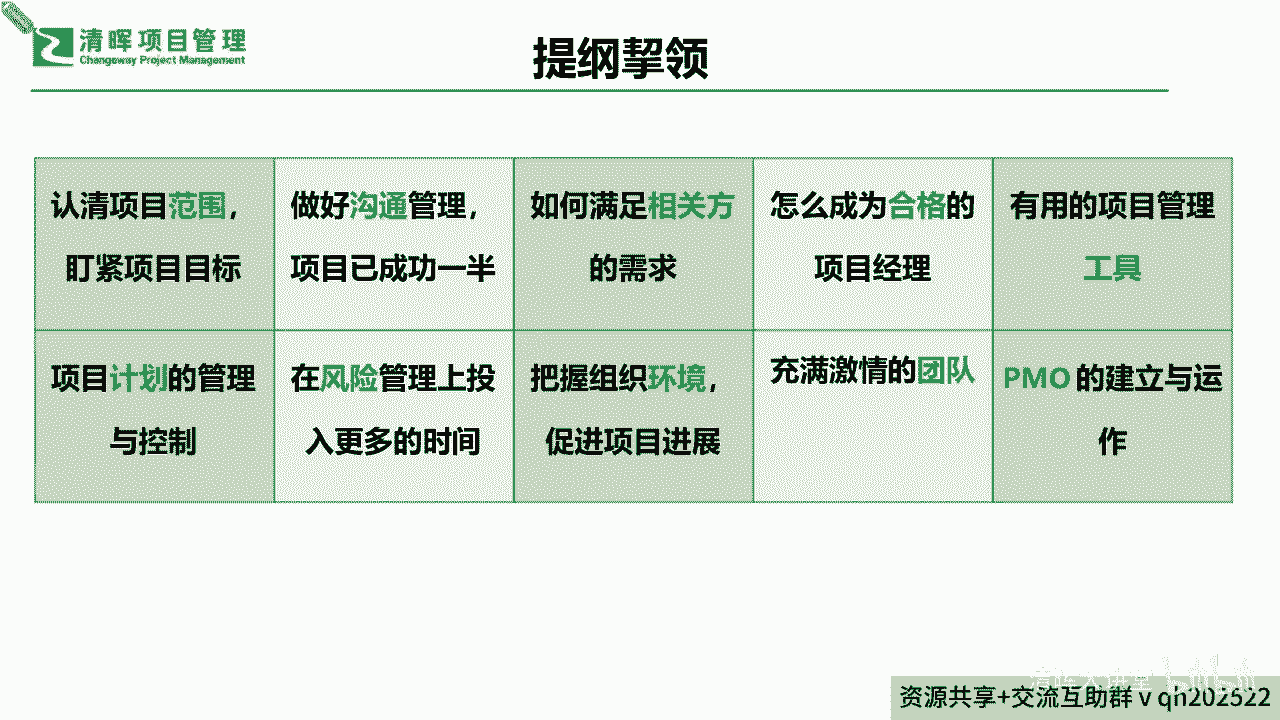 清晖项目管理
Changeway Project Management
提纲挈领
认清项目范围，
盯紧项目目标
做好沟通管理，
项目已成功一半
如何满足相关方
的需求
怎么成为合格的
项目经理
有用的项目管理
工具
项目计划的管理
与控制
在风险管理上投
入更多的时间
把握组织环境，
促进项目进展
充满激情的团队
PMO 的建立与运
作
清晖大讲堂 bilibili
资源共享+交流互助群 v qh202522